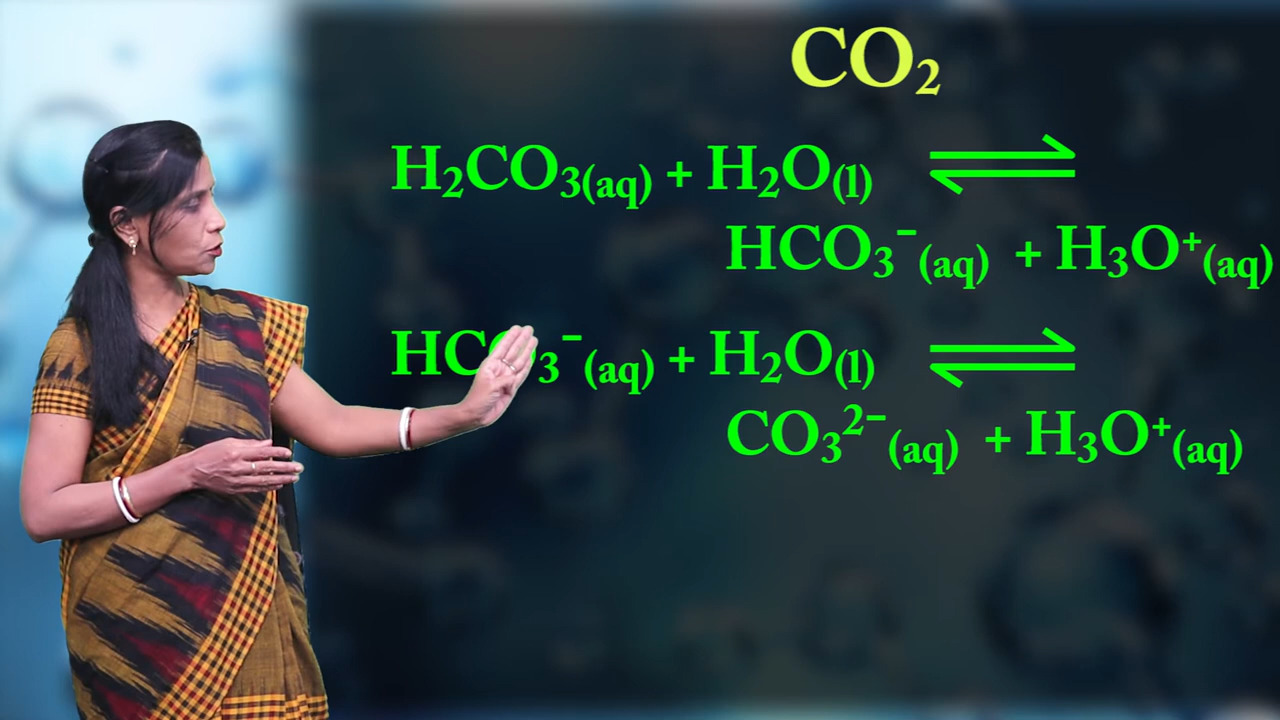 CO₂
H₂CO₃(aq) + H₂O(l) ⇌
HCO₃⁻(aq) + H₃O⁺(aq)
HCO₃⁻(aq) + H₂O(l) ⇌
CO₃²⁻(aq) + H₃O⁺(aq)